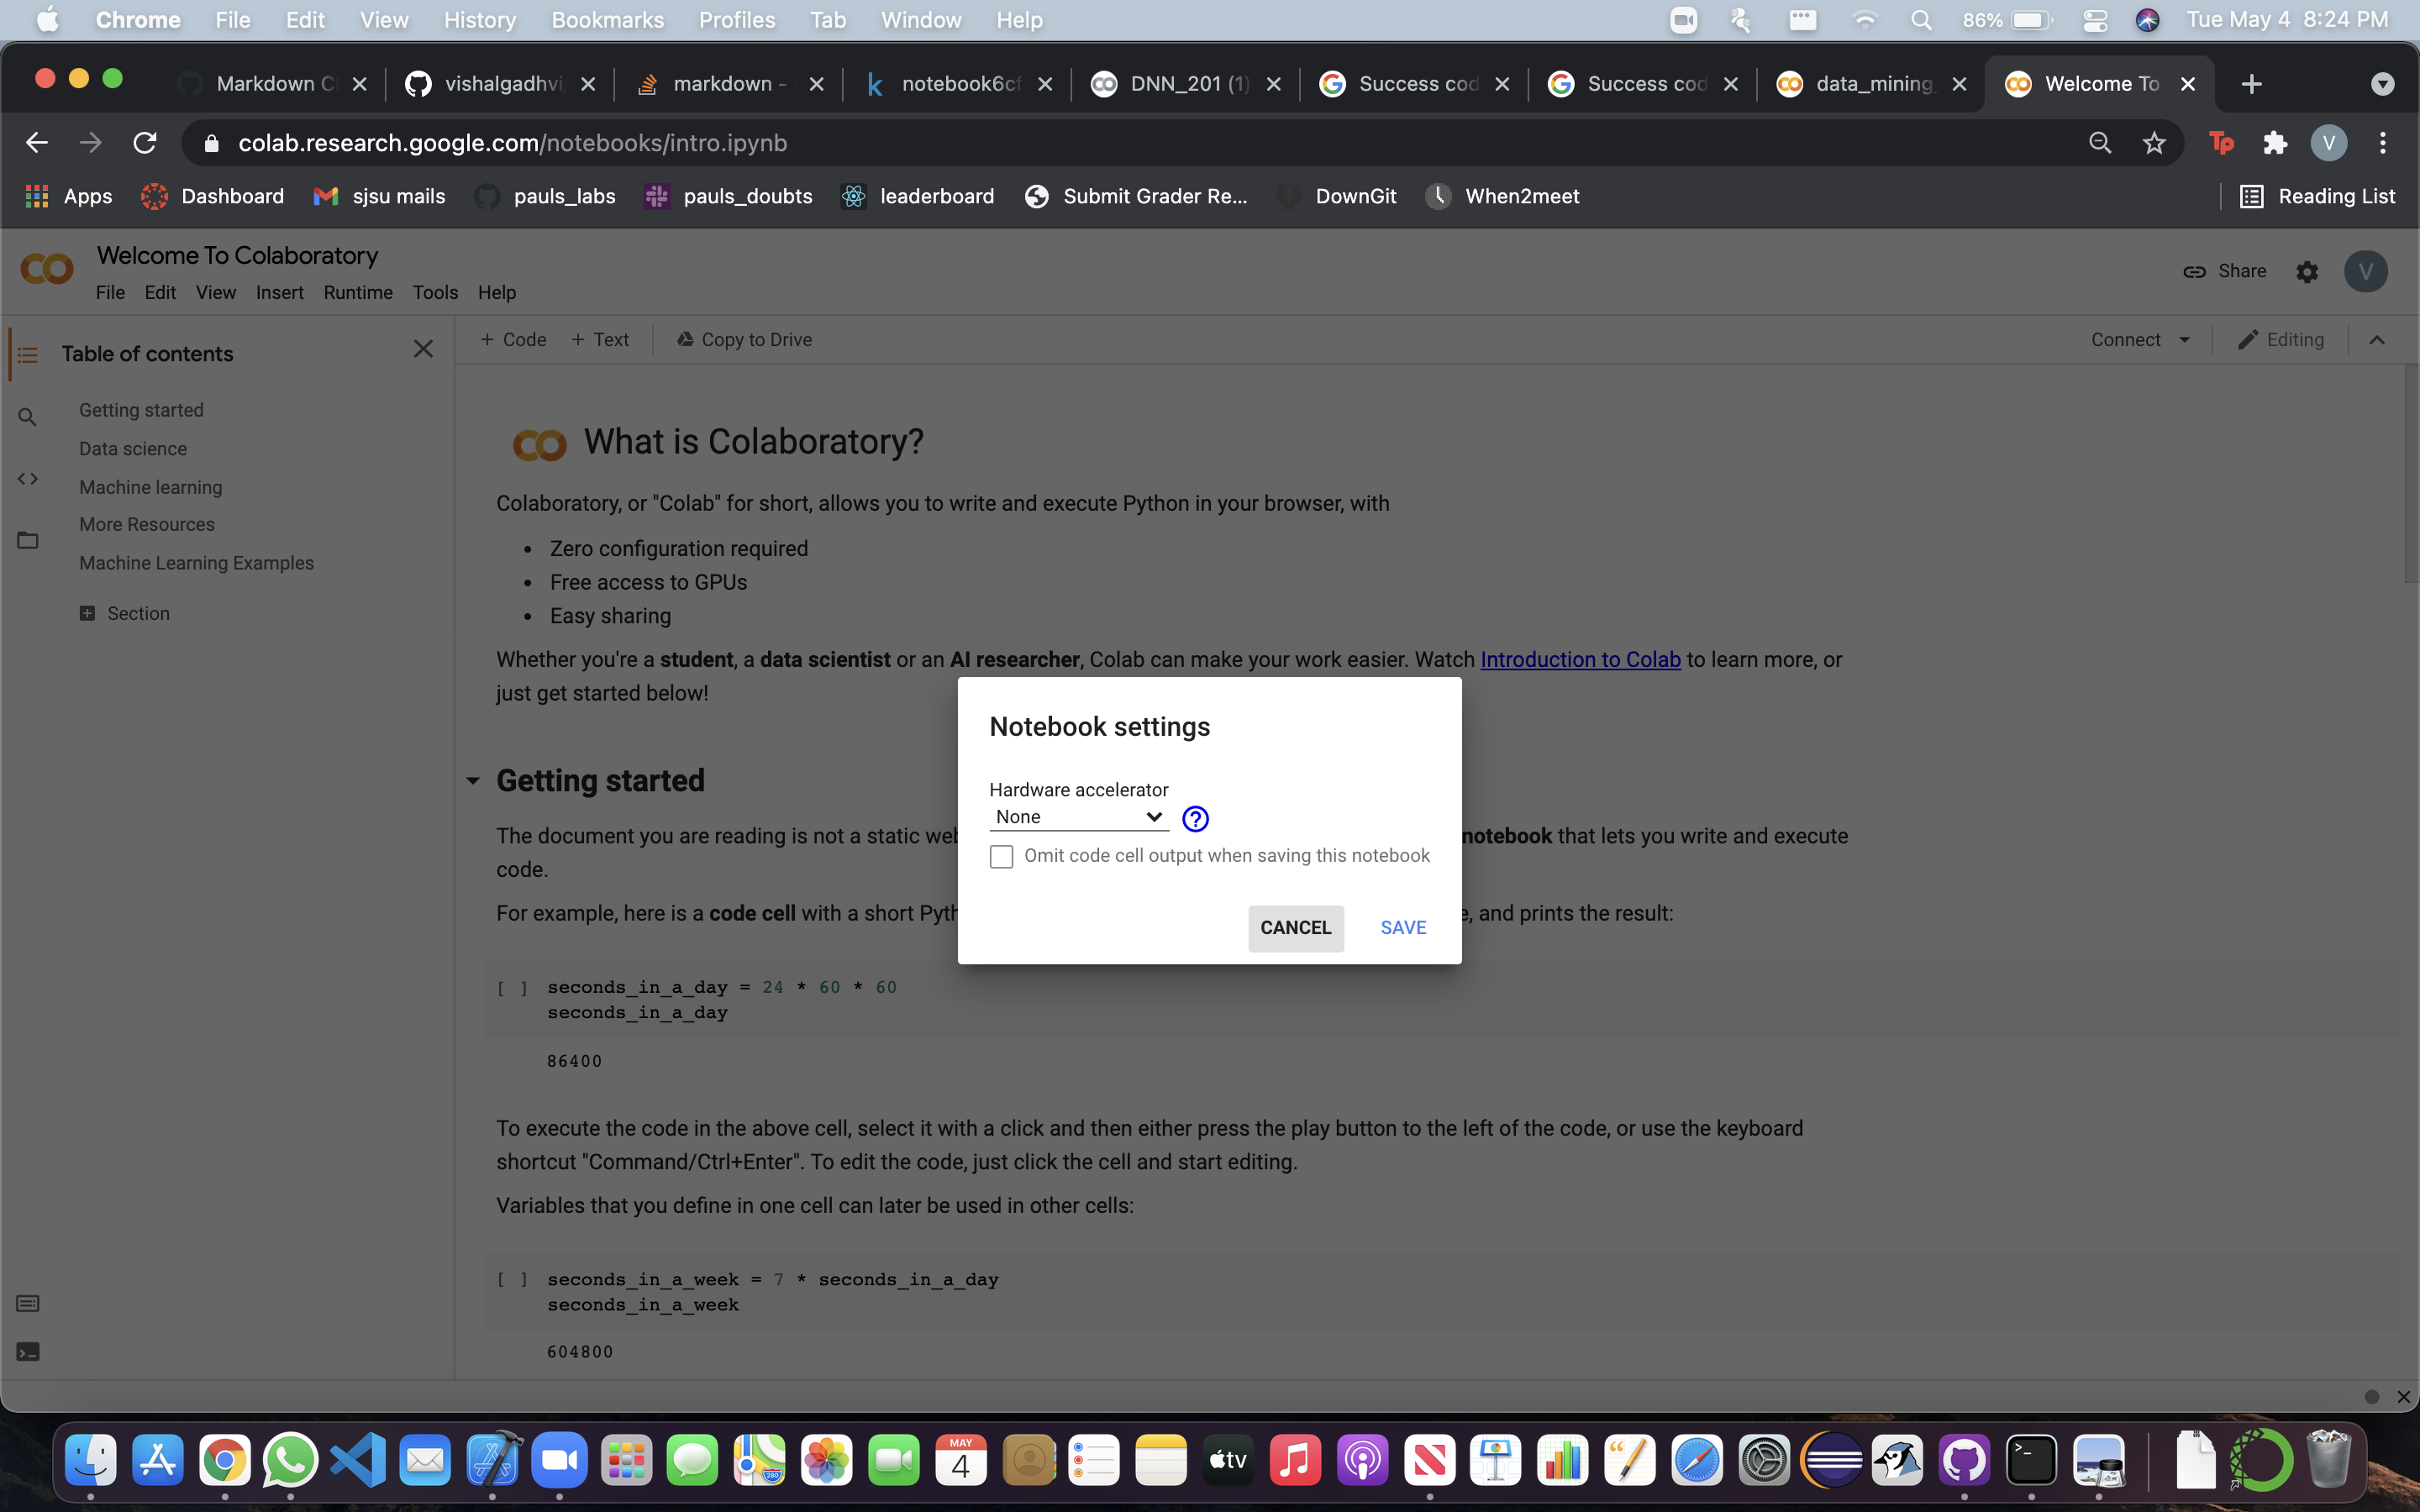 Chrome File Edit View History Bookmarks Profiles Tab Window Help 86% Tue May 4 8:24 PM
Markdown C vishalgadhvi markdown - notebook6cf DNN_201 (1) Success cod Success cod data_mining_ Welcome To
colab.research.google.com/notebooks/intro.ipynb Tp V
Apps Dashboard sjsu mails pauls_labs pauls_doubts leaderboard Submit Grader Re... DownGit When2meet Reading List
Welcome To Colaboratory
File Edit View Insert Runtime Tools Help
Share V
Table of contents
+ Code + Text Copy to Drive
Connect Editing
Getting started
Data science
Machine learning
More Resources
Machine Learning Examples
Section
What is Colaboratory?
Colaboratory, or "Colab" for short, allows you to write and execute Python in your browser, with
• Zero configuration required
• Free access to GPUs
• Easy sharing
Whether you're a student, a data scientist or an AI researcher, Colab can make your work easier. Watch Introduction to Colab to learn more, or
just get started below!
Getting started
The document you are reading is not a static we
notebook that lets you write and execute
code.
For example, here is a code cell with a short Pyth
e, and prints the result:
Notebook settings
Hardware accelerator
None ?
Omit code cell output when saving this notebook
CANCEL SAVE
[ ] seconds_in_a_day = 24 * 60 * 60
seconds_in_a_day
86400
To execute the code in the above cell, select it with a click and then either press the play button to the left of the code, or use the keyboard
shortcut "Command/Ctrl+Enter". To edit the code, just click the cell and start editing.
Variables that you define in one cell can later be used in other cells:
[ ] seconds_in_a_week = 7 * seconds_in_a_day
seconds_in_a_week
604800
280
MAY
4
tv